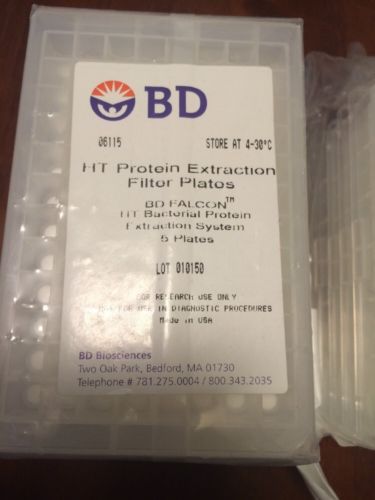 BD
06115 STORE AT 4-30°C
HT Protein Extraction
Filter Plates
BD FALCON™
HT Bacterial Protein
Extraction System
5 Plates
LOT 010150
FOR RESEARCH USE ONLY
NOT FOR USE IN DIAGNOSTIC PROCEDURES
Made in USA
BD Biosciences
Two Oak Park, Bedford, MA 01730
Telephone # 781.275.0004 / 800.343.2035